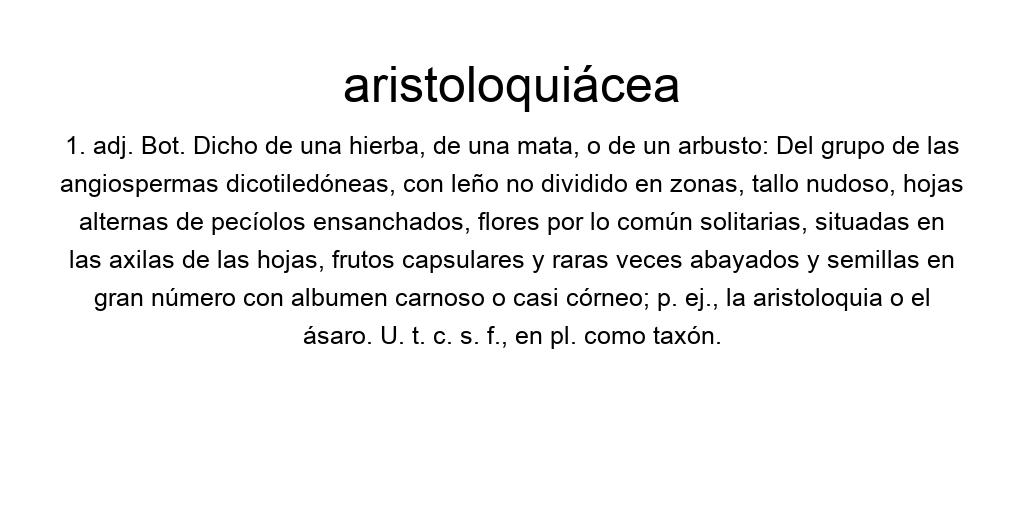 aristoloquiácea
1. adj. Bot. Dicho de una hierba, de una mata, o de un arbusto: Del grupo de las
angiospermas dicotiledóneas, con leño no dividido en zonas, tallo nudoso, hojas
alternas de pecíolos ensanchados, flores por lo común solitarias, situadas en
las axilas de las hojas, frutos capsulares y raras veces abayados y semillas en
gran número con albumen carnoso o casi córneo; p. ej., la aristoloquia o el
ásaro. U. t. c. s. f., en pl. como taxón.